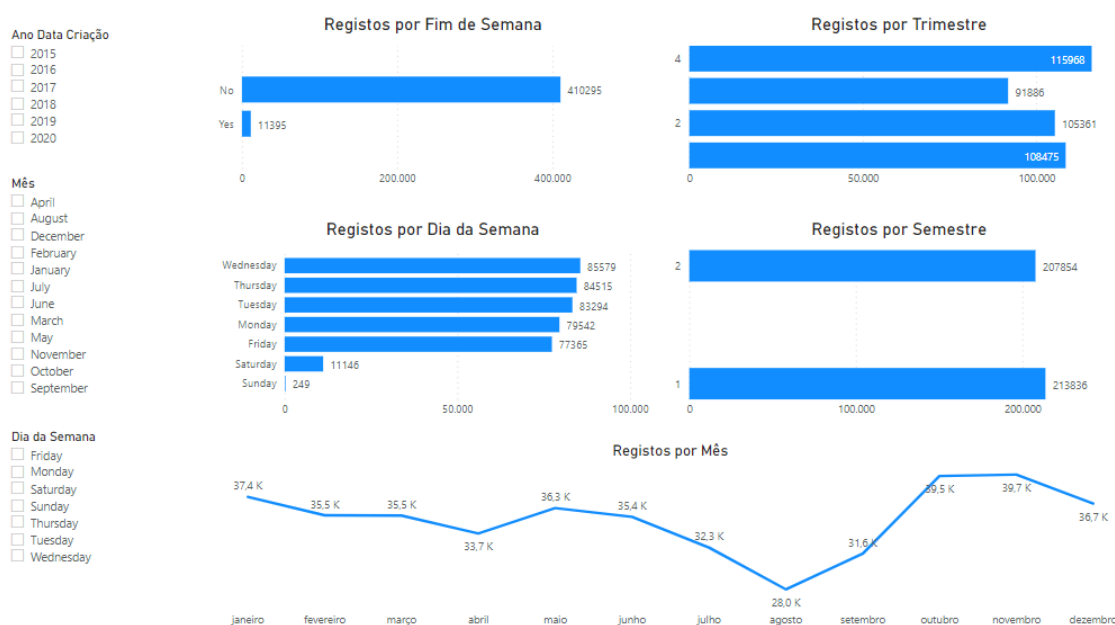 Ano Data Criação
2015
2016
2017
2018
2019
2020
Mês
April
August
December
February
January
July
June
March
May
November
October
September
Dia da Semana
Friday
Monday
Saturday
Sunday
Thursday
Tuesday
Wednesday
Registos por Fim de Semana
No 410295
Yes 11395
0 200.000 400.000
Registos por Trimestre
4 115968
91886
2 105361
108475
0 50.000 100.000
Registos por Dia da Semana
Wednesday 85579
Thursday 84515
Tuesday 83294
Monday 79542
Friday 77365
Saturday 11146
Sunday 249
0 50.000 100.000
Registos por Semestre
2 207854
1 213836
0 100.000 200.000
Registos por Mês
37,4 K 35,5 K 35,5 K 33,7 K 36,3 K 35,4 K 32,3 K 28,0 K 31,6 K 39,5 K 39,7 K 36,7 K
janeiro fevereiro março abril maio junho julho agosto setembro outubro novembro dezembro